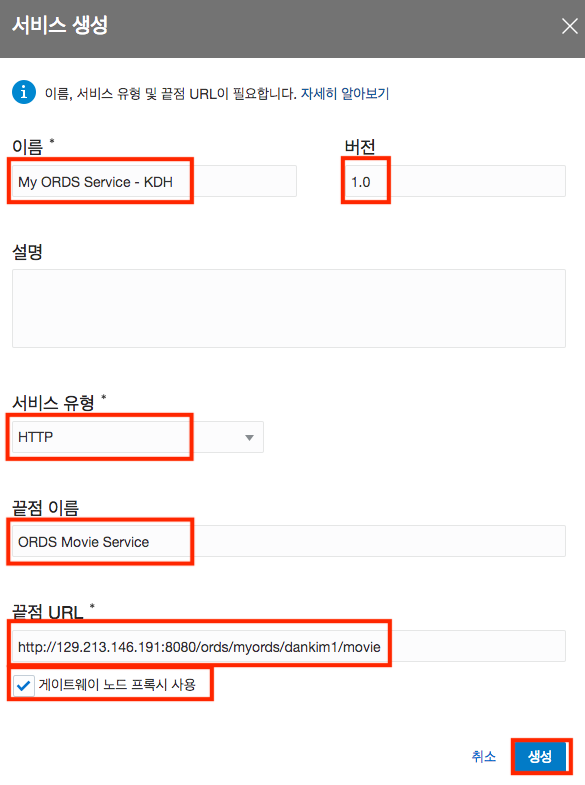 서비스 생성
이름, 서비스 유형 및 끝점 URL이 필요합니다. 자세히 알아보기
이름 * 버전
My ORDS Service - KDH 1.0
설명
서비스 유형 *
HTTP
끝점 이름
ORDS Movie Service
끝점 URL *
http://129.213.146.191:8080/ords/myords/dankim1/movie
게이트웨이 노드 프록시 사용
취소 생성